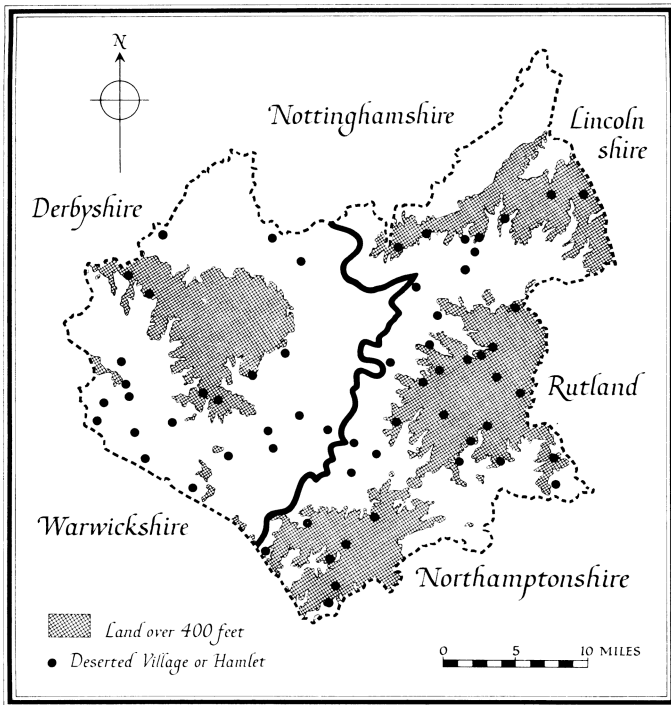 N
Nottinghamshire
Lincoln
shire
Derbyshire
Rutland
Warwickshire
Northamptonshire
Land over 400 feet
Deserted Village or Hamlet
0 5 10 MILES